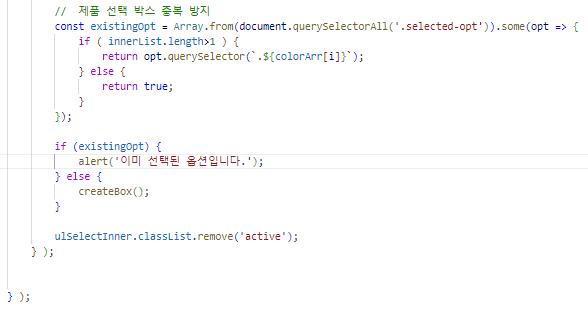 //  제품 선택 박스 중복 방지
const existingOpt = Array.from(document.querySelectorAll('.selected-opt')).some(opt => {
    if ( innerList.length>1 ) {
        return opt.querySelector(`.${colorArr[i]}`);
    } else {
        return true;
    }
});
if (existingOpt) {
    alert('이미 선택된 옵션입니다.');
} else {
    createBox();
}
ulSelectInner.classList.remove('active');
} );
} );